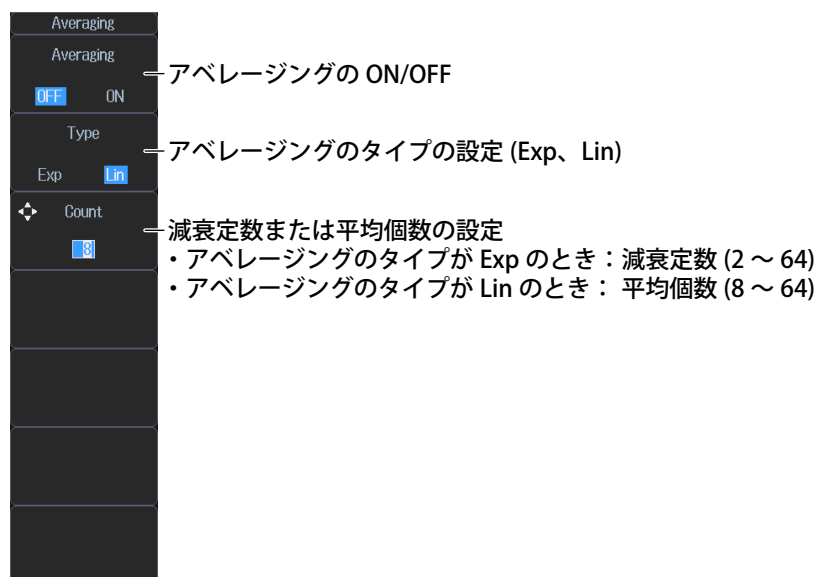 Averaging
Averaging
OFF ON
アベレージングの ON/OFF
Type
Exp Lin
アベレージングのタイプの設定 (Exp、Lin)
Count
8
減衰定数または平均個数の設定
・アベレージングのタイプが Exp のとき：減衰定数 (2 ～ 64)
・アベレージングのタイプが Lin のとき： 平均個数 (8 ～ 64)